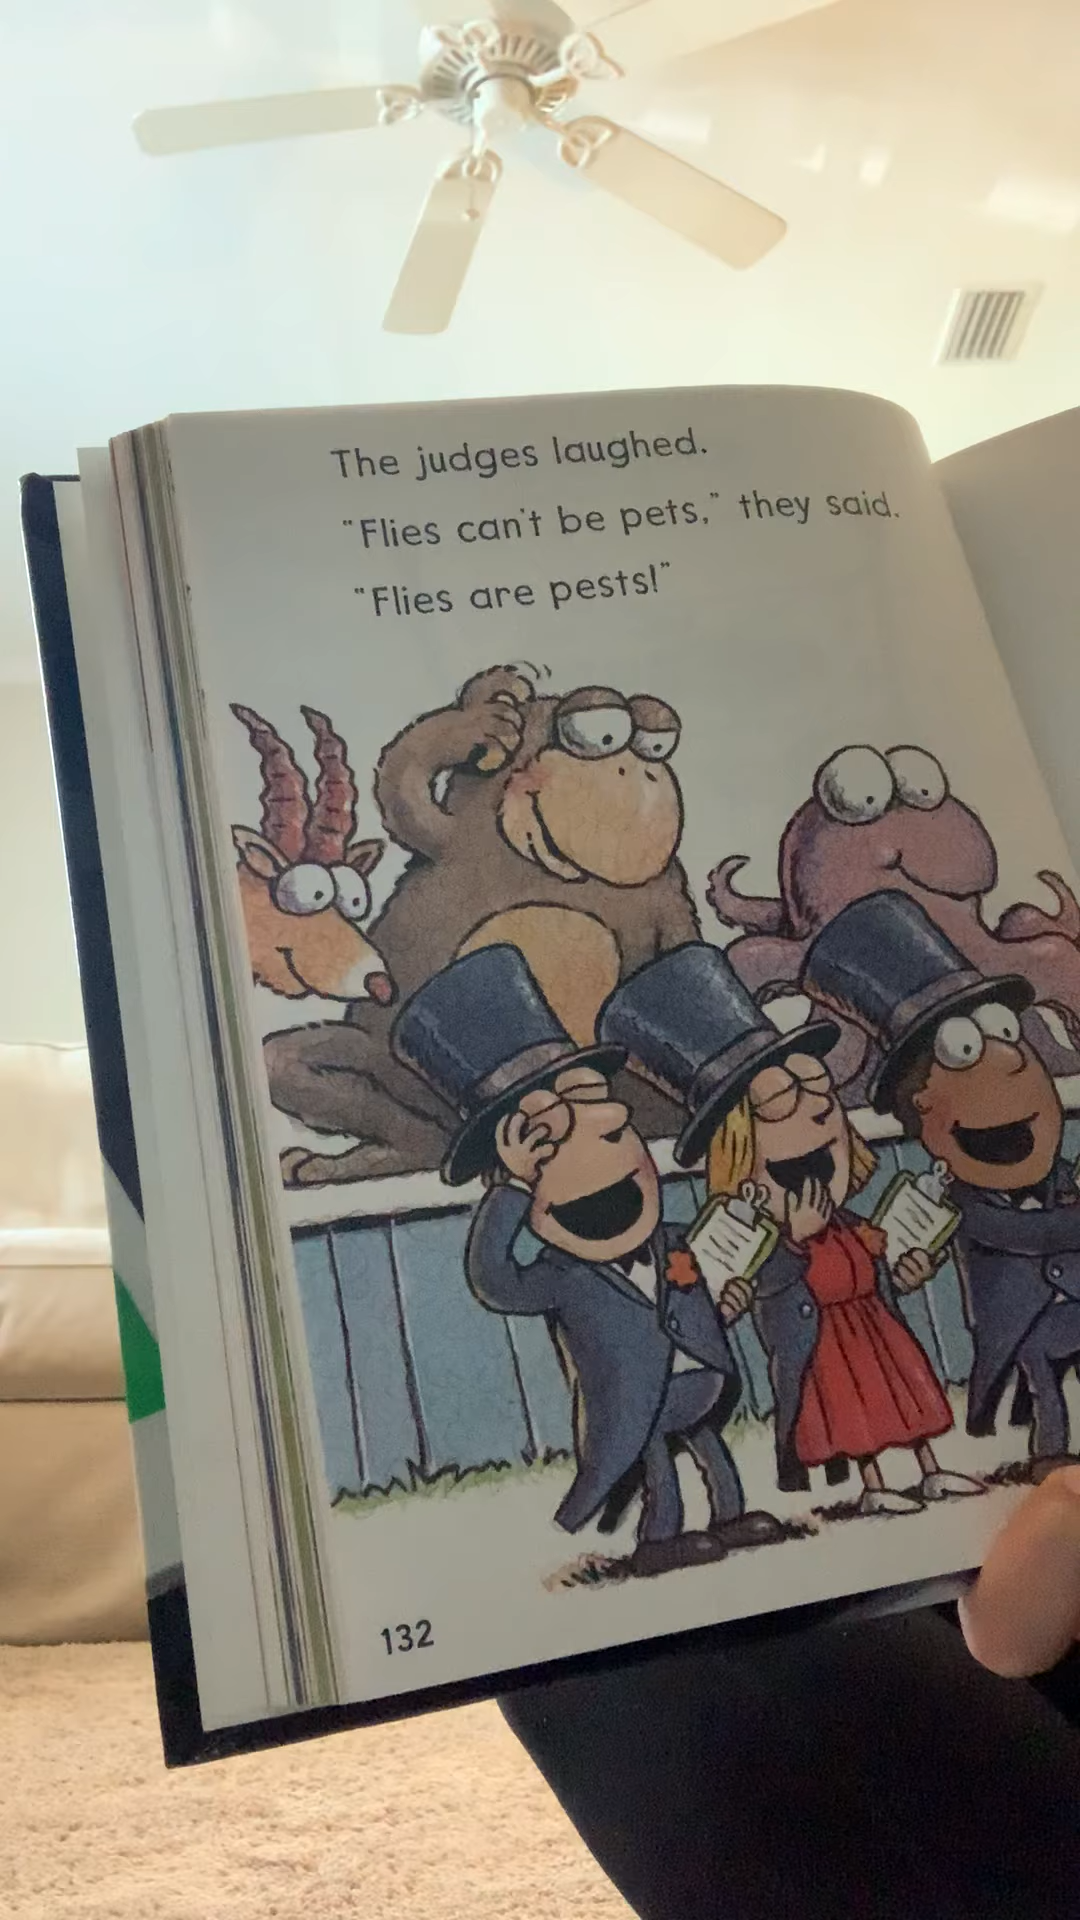 The judges laughed.
"Flies can't be pets," they said.
"Flies are pests!"
132